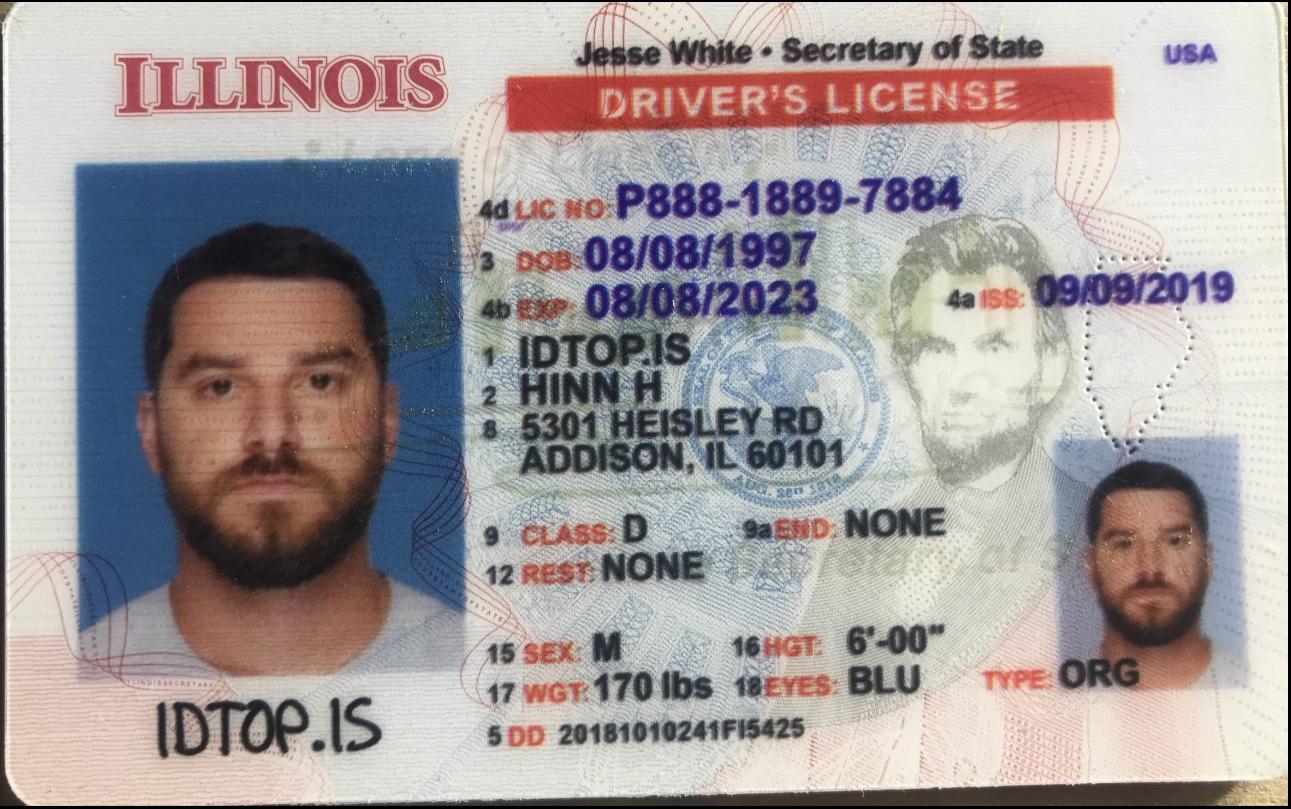 ILLINOIS
Jesse White • Secretary of State
USA
DRIVER'S LICENSE
4d LIC NO: P888-1889-7884
3 DOB: 08/08/1997
4b EXP: 08/08/2023
4a ISS: 09/09/2019
1 IDTOP.IS
2 HINN H
8 5301 HEISLEY RD
ADDISON, IL 60101
AUG. 26TH 1818
9 CLASS: D
9a END: NONE
12 REST: NONE
15 SEX: M
16 HGT: 6'-00"
17 WGT: 170 lbs
18 EYES: BLU
TYPE: ORG
5 DD 20181010241FI5425
IDTOP.IS